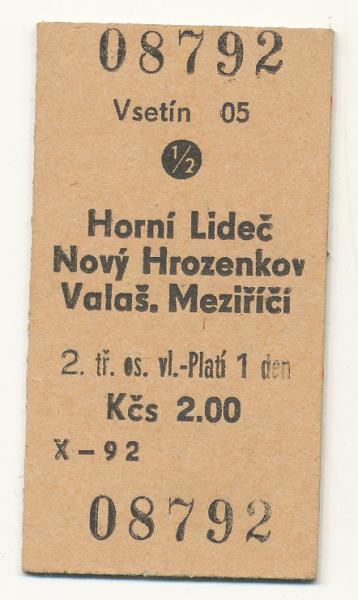 08792
Vsetín 05
1/2
Horní Lideč
Nový Hrozenkov
Valaš. Meziříčí
2. tř. os. vl.-Platí 1 den
Kčs 2.00
X-92
08792